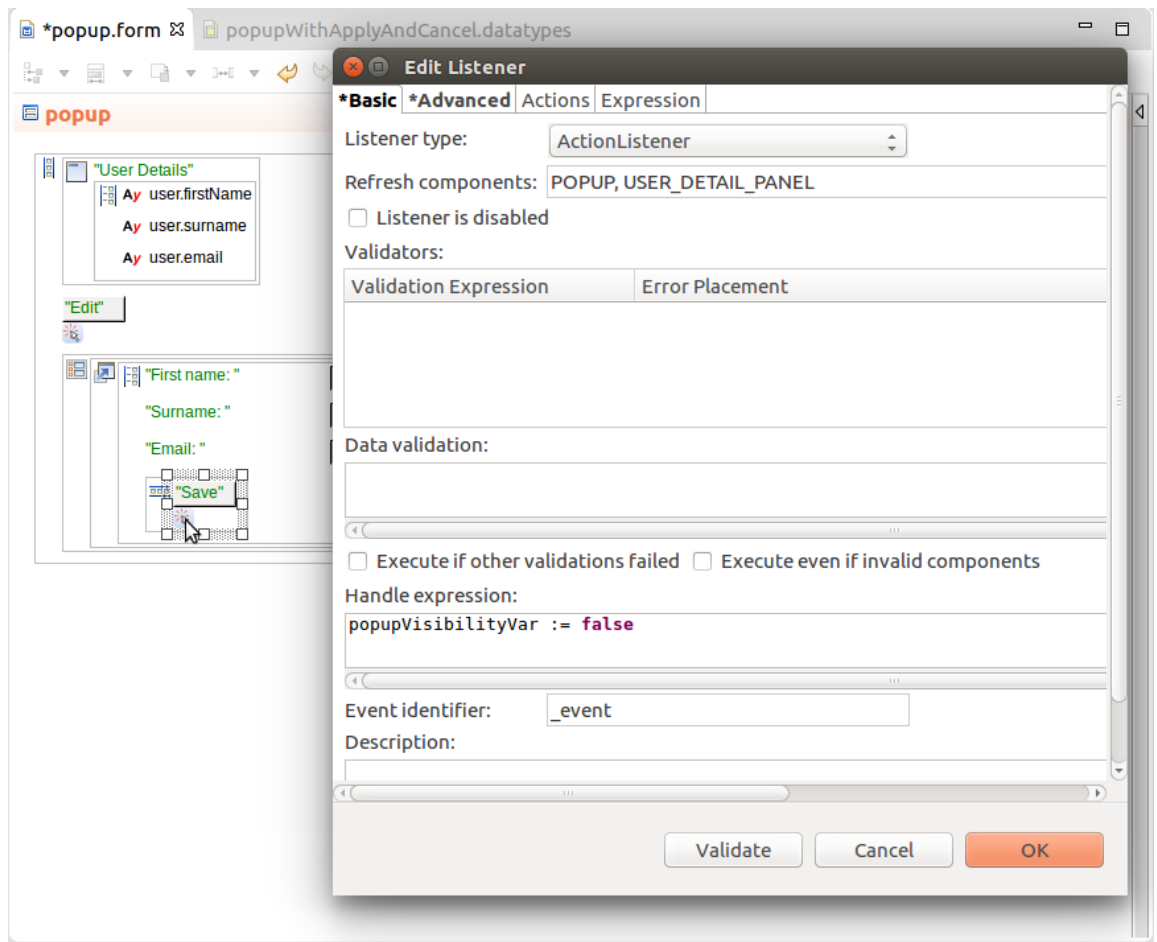 *popup.form popupWithApplyAndCancel.datatypes
popup
"User Details"
Ay user.firstName
Ay user.surname
Ay user.email
"Edit"
"First name: "
"Surname: "
"Email: "
"Save"
Edit Listener
*Basic *Advanced Actions Expression
Listener type: ActionListener
Refresh components: POPUP, USER_DETAIL_PANEL
Listener is disabled
Validators:
Validation Expression Error Placement
Data validation:
Execute if other validations failed Execute even if invalid components
Handle expression:
popupVisibilityVar := false
Event identifier: _event
Description:
Validate Cancel OK